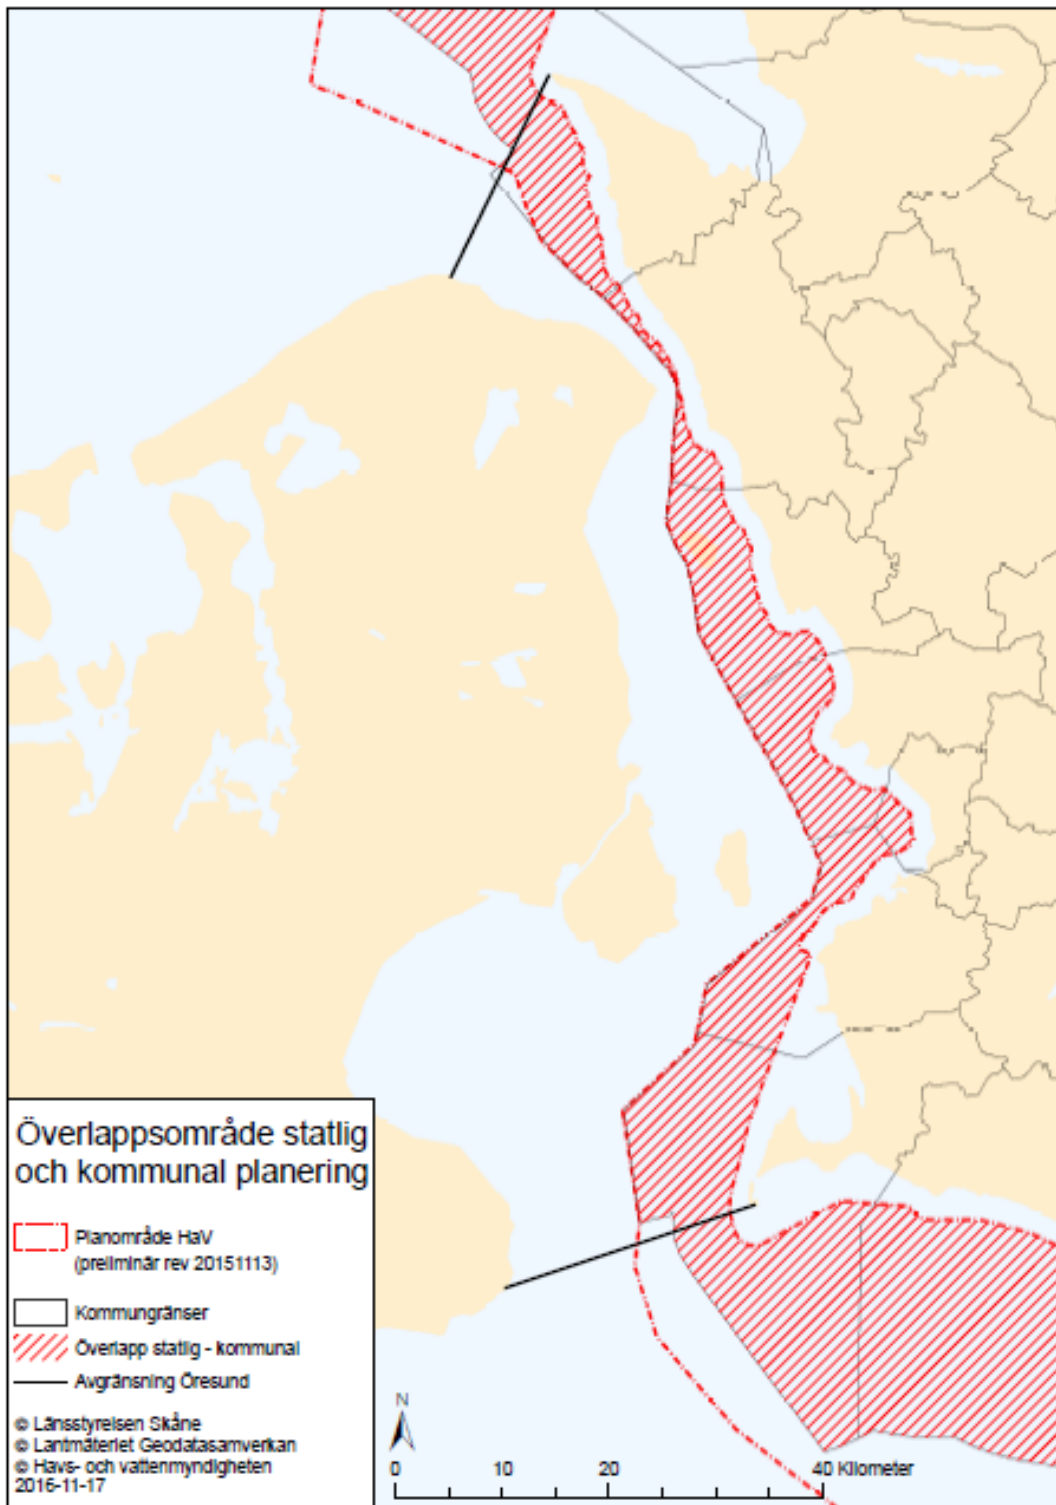 Överlappsområde statlig
och kommunal planering
Planområde HaV
(preliminär rev 20151113)
Kommungränser
Överlapp statlig - kommunal
Avgränsning Öresund
© Länsstyrelsen Skåne
© Lantmäteriet Geodatasamverkan
© Havs- och vattenmyndigheten
2016-11-17
N
0 10 20 40 Kilometer